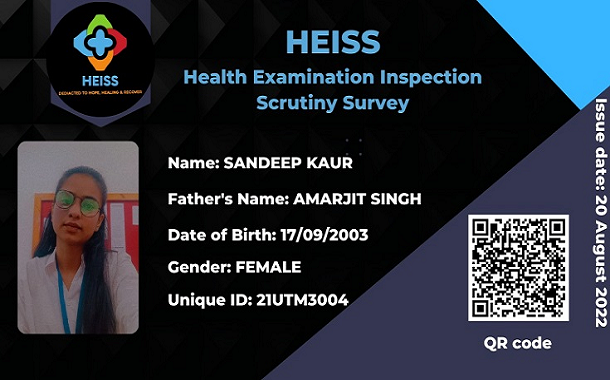 HEISS
DEDIACTED TO HOPE, HEALING & RECOVER
HEISS
Health Examination Inspection
Scrutiny Survey
Name: SANDEEP KAUR
Father's Name: AMARJIT SINGH
Date of Birth: 17/09/2003
Gender: FEMALE
Unique ID: 21UTM3004
Issue date: 20 August 2022
QR code